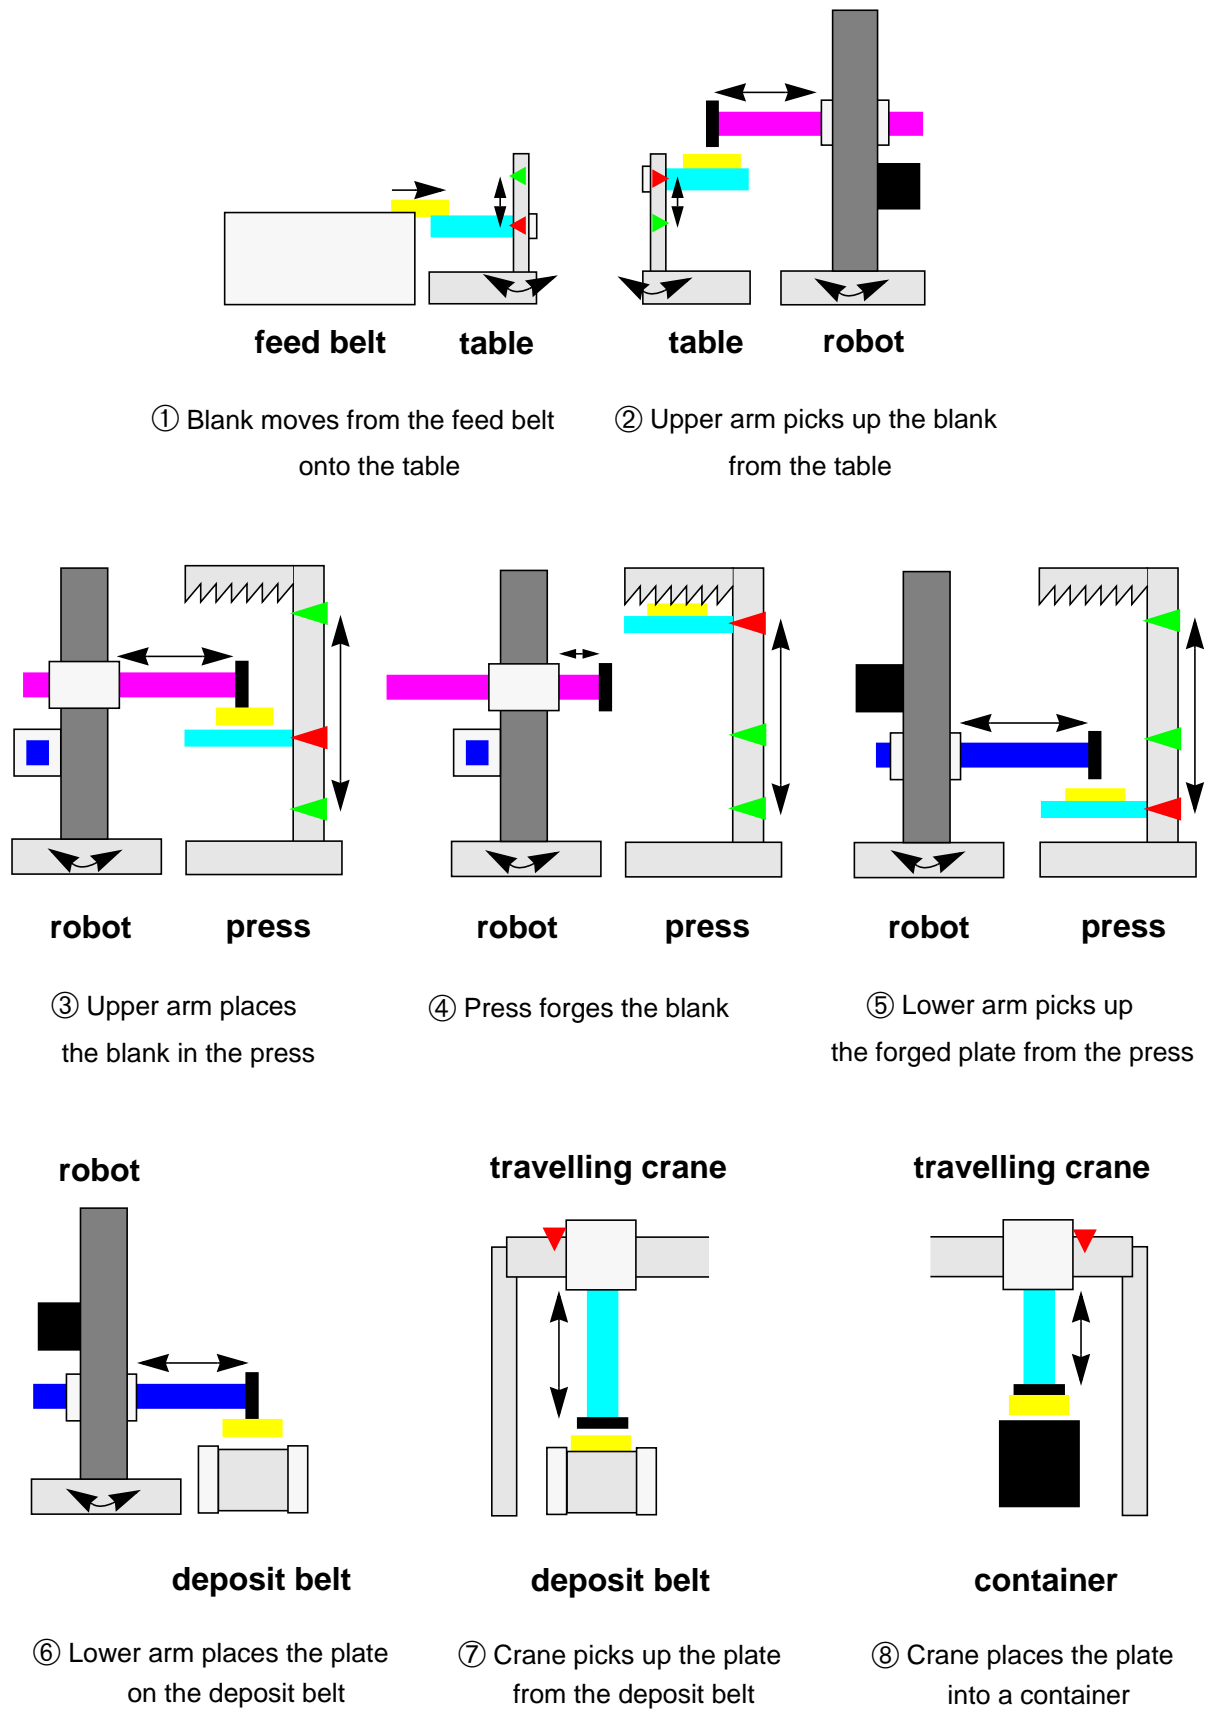 feed belt
table
table
robot
① Blank moves from the feed belt
onto the table
② Upper arm picks up the blank
from the table
robot
press
robot
press
robot
press
③ Upper arm places
the blank in the press
④ Press forges the blank
⑤ Lower arm picks up
the forged plate from the press
robot
travelling crane
travelling crane
deposit belt
deposit belt
container
⑥ Lower arm places the plate
on the deposit belt
⑦ Crane picks up the plate
from the deposit belt
⑧ Crane places the plate
into a container